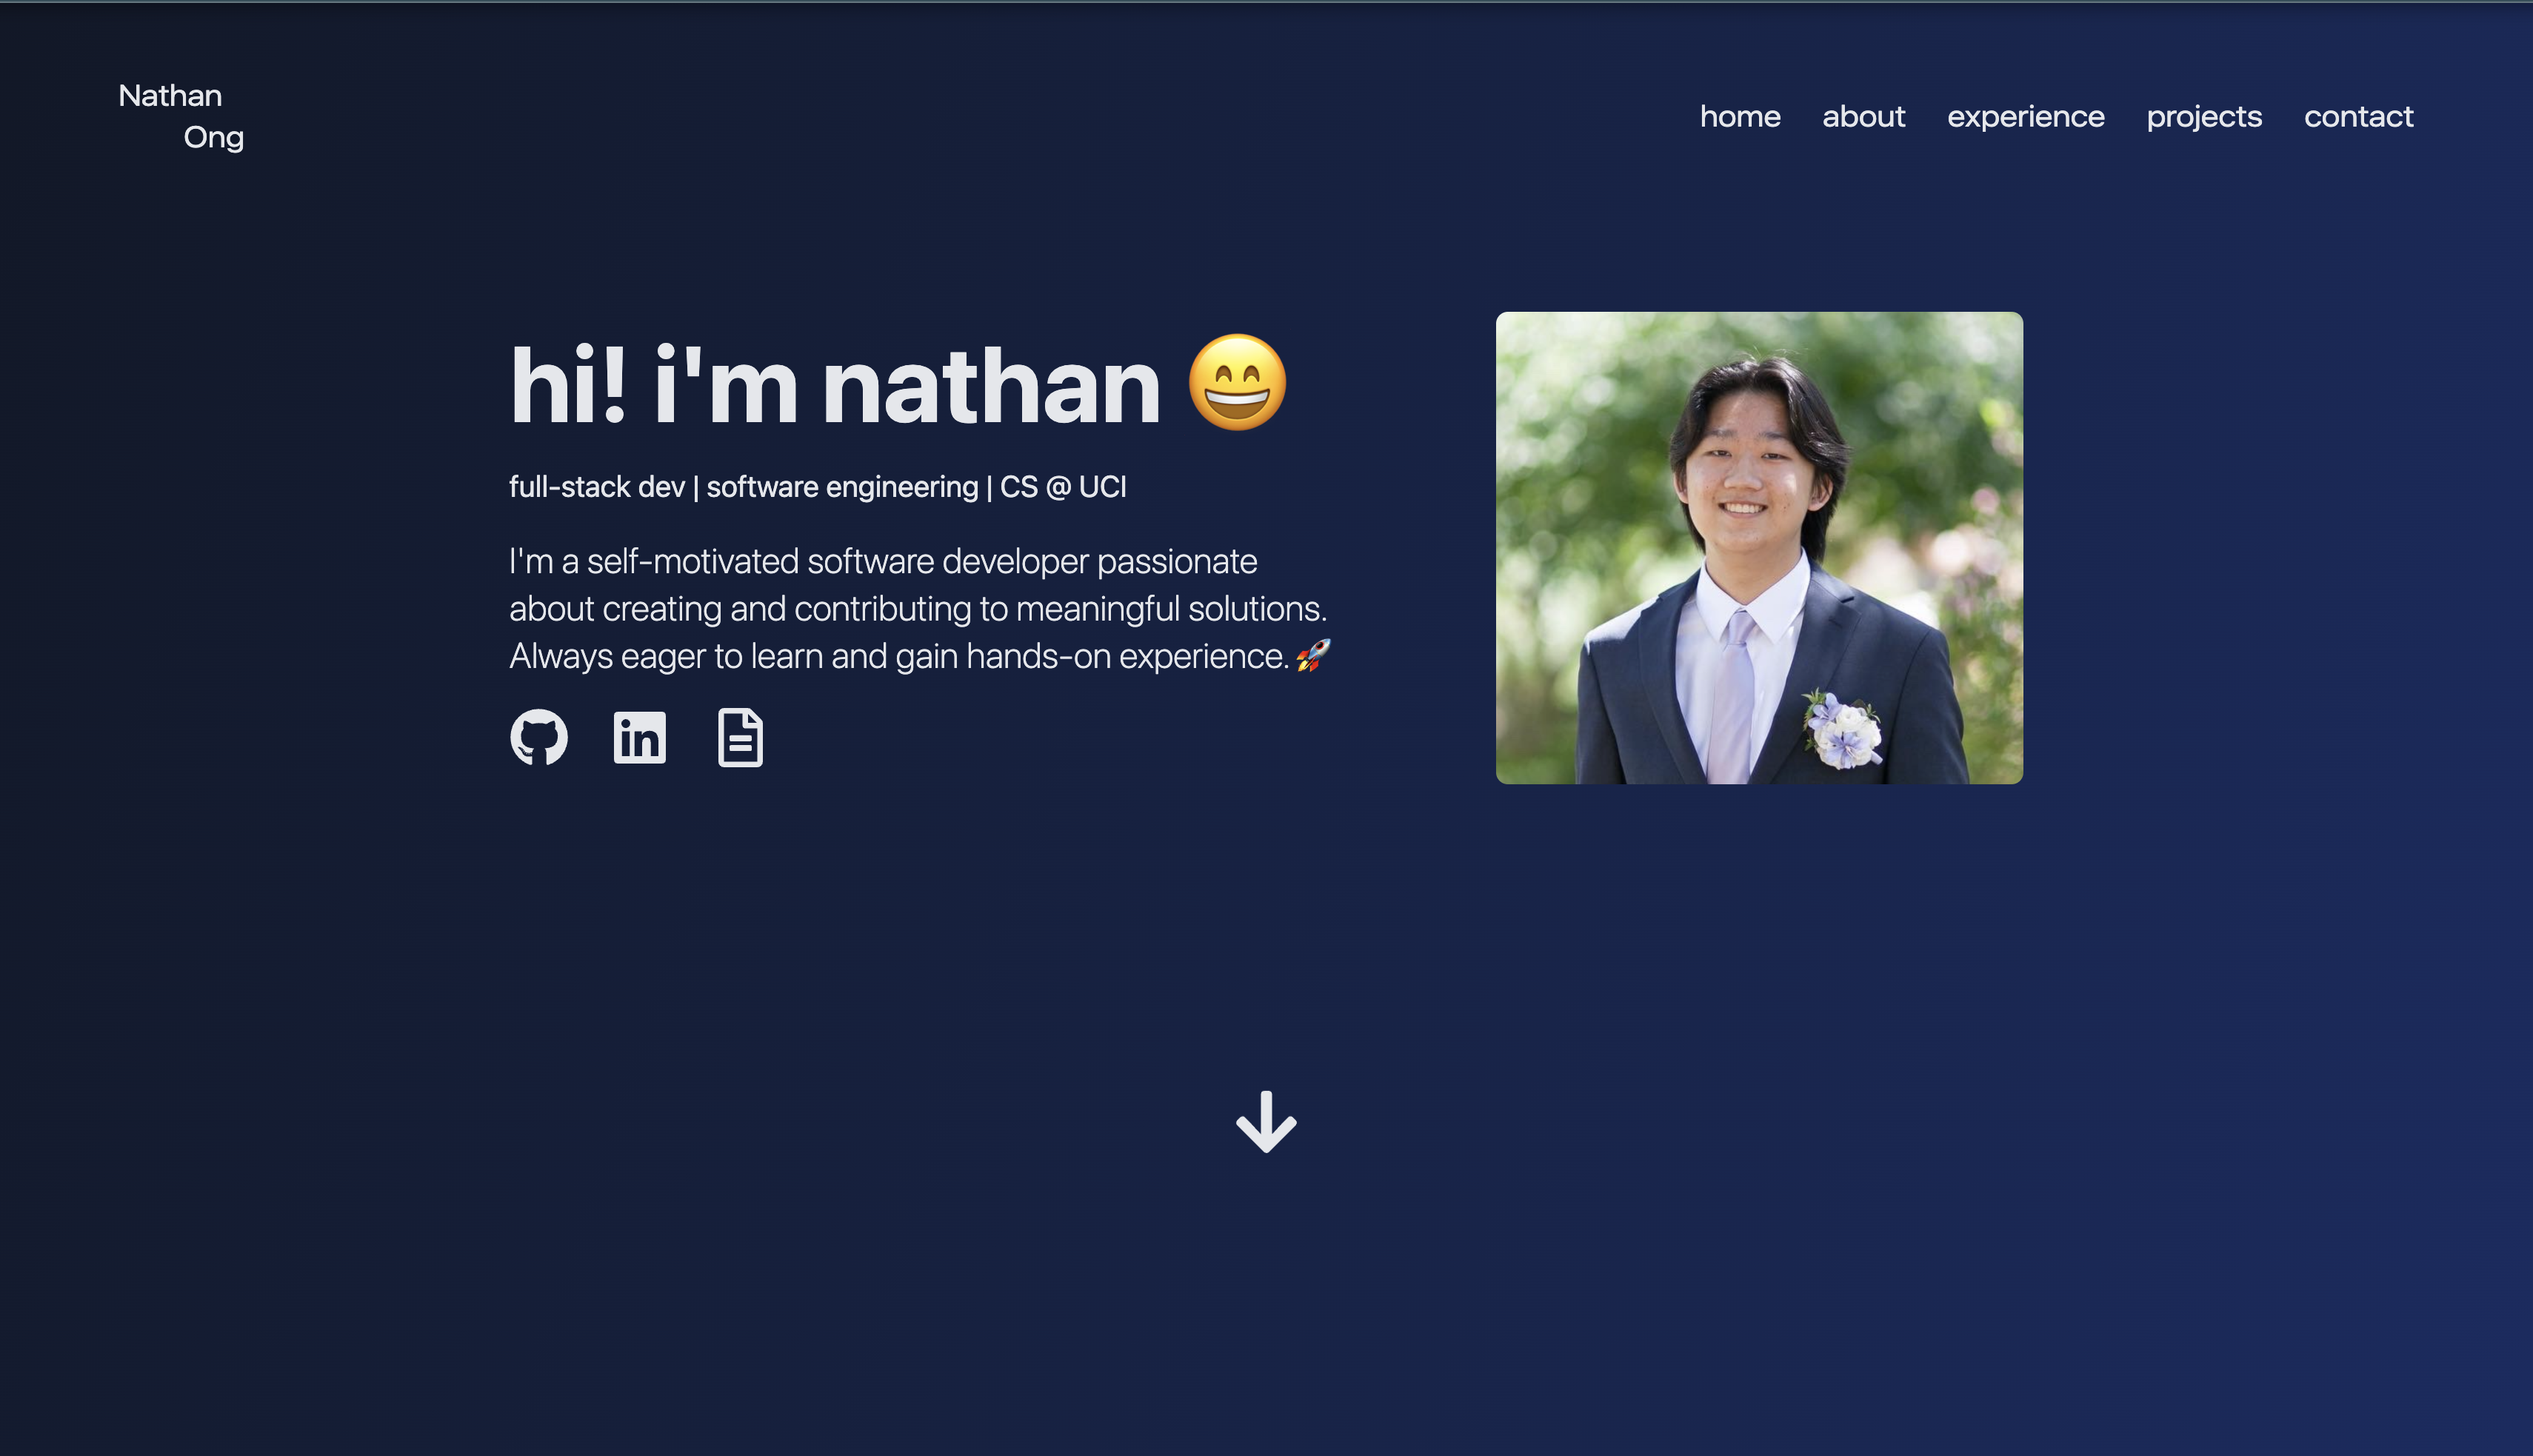 Nathan
Ong
home about experience projects contact
hi! i'm nathan 😄
full-stack dev | software engineering | CS @ UCI
I'm a self-motivated software developer passionate
about creating and contributing to meaningful solutions.
Always eager to learn and gain hands-on experience. 🚀
in